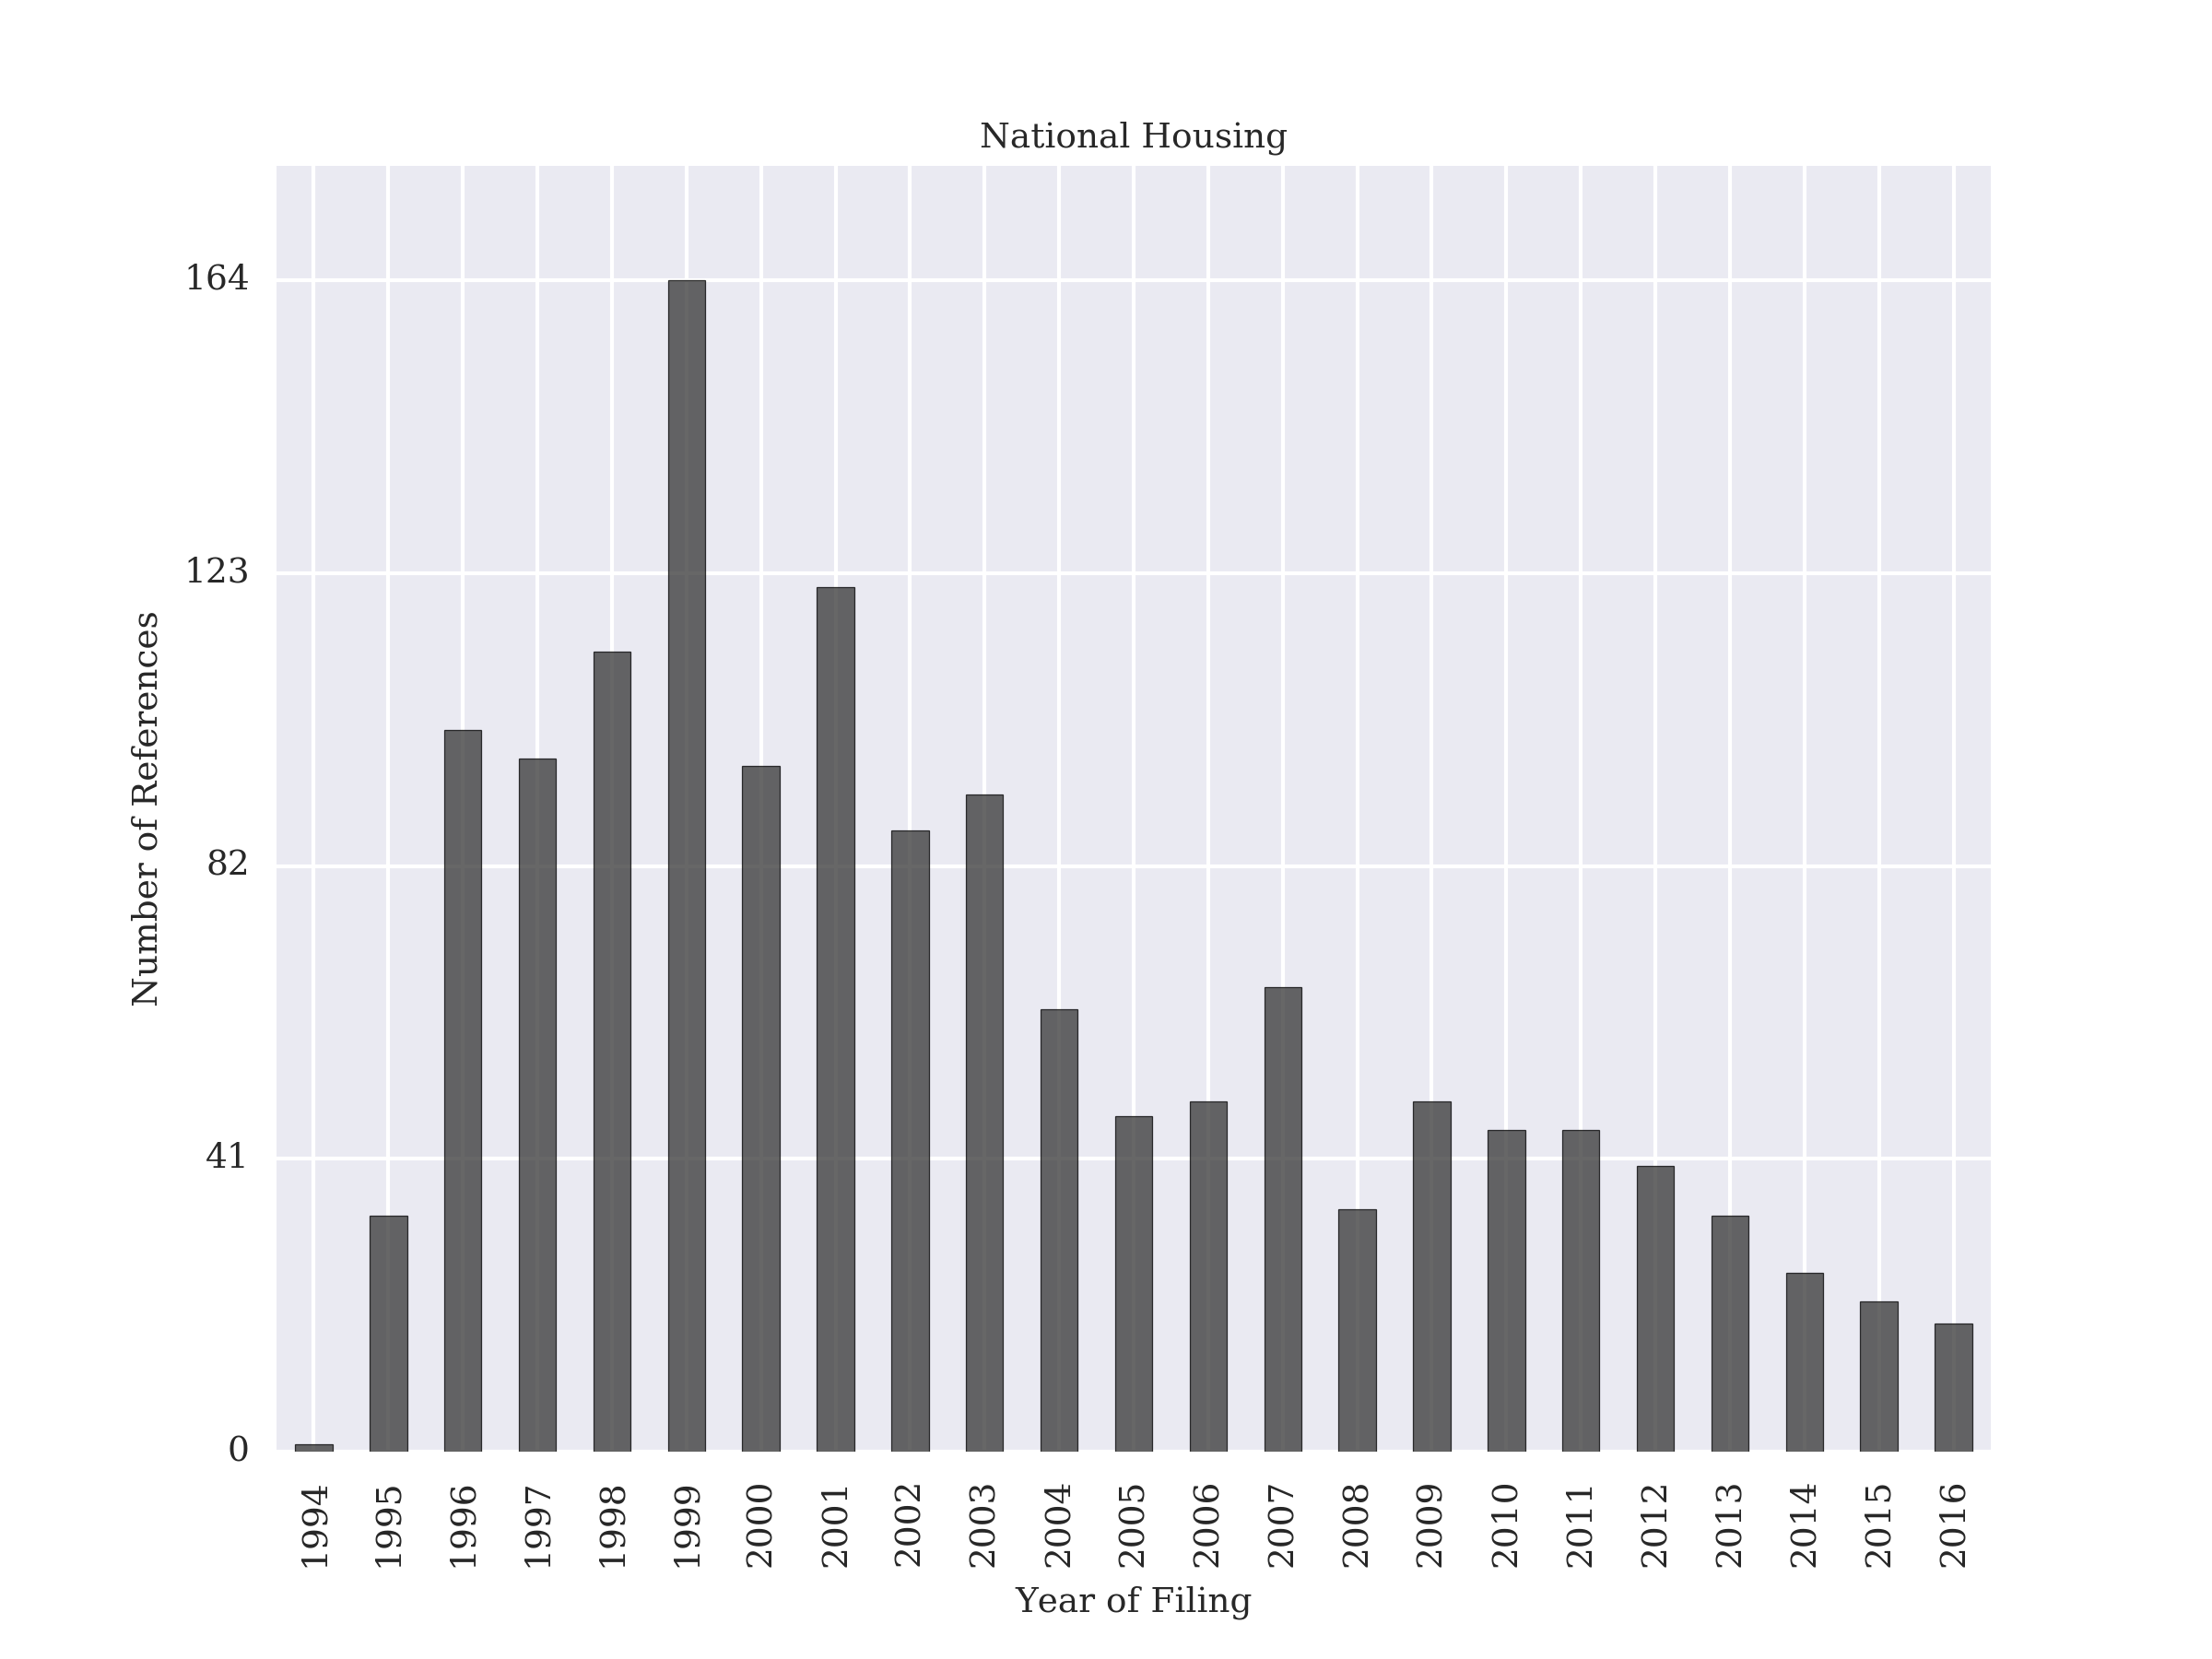 National Housing
Number of References
164
123
82
41
0
1994 1995 1996 1997 1998 1999 2000 2001 2002 2003 2004 2005 2006 2007 2008 2009 2010 2011 2012 2013 2014 2015 2016
Year of Filing